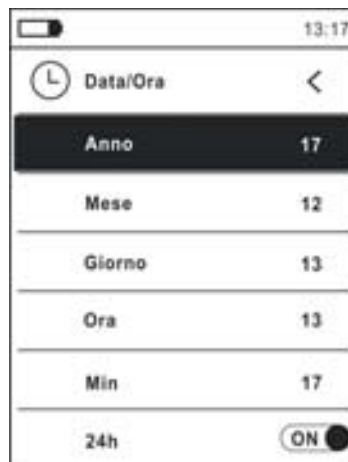 13:17
Data/Ora <
Anno 17
Mese 12
Giorno 13
Ora 13
Min 17
24h ON